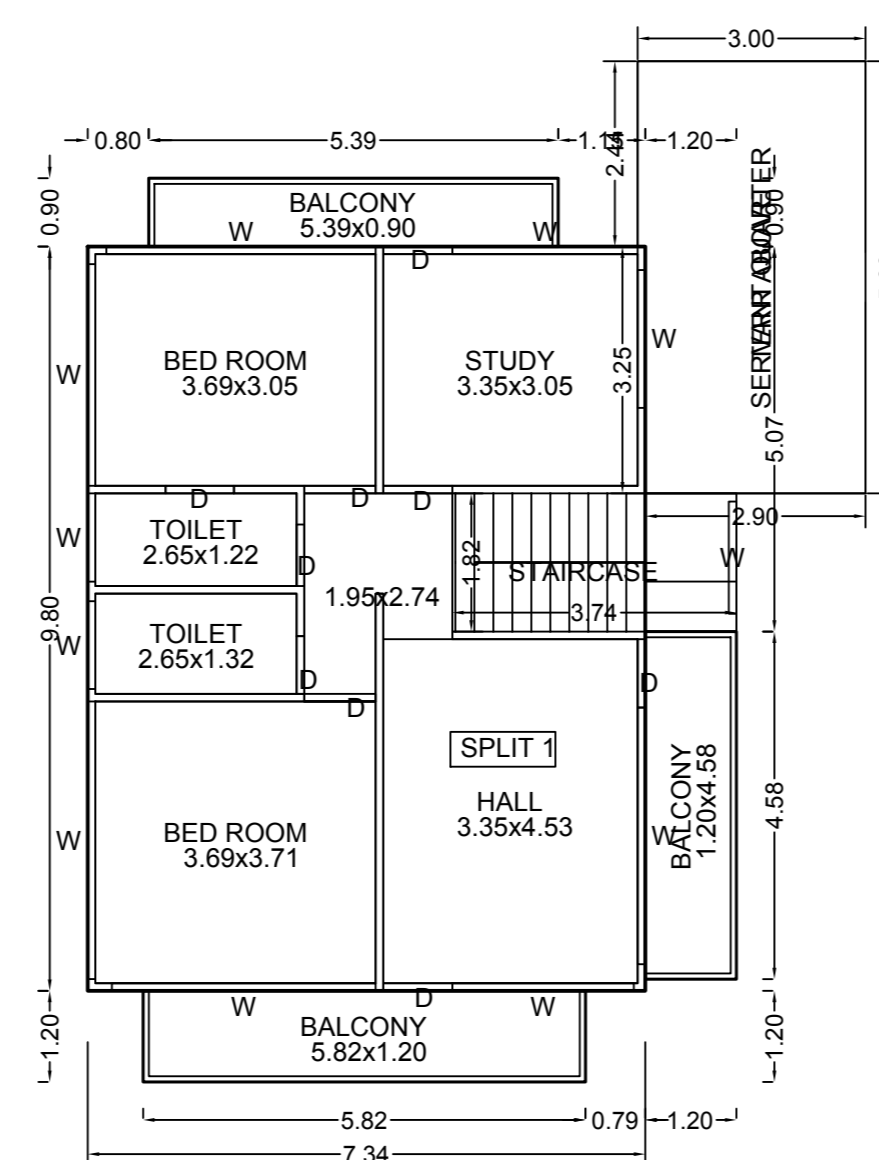 3.00
0.80
5.39
1.14
1.20
2.44
0.90
BALCONY
5.39x0.90
W
W
D
0.90
BED ROOM
3.69x3.05
STUDY
3.35x3.05
3.25
W
W
5.07
D
D
D
TOILET
2.65x1.22
W
D
1.82
STAIRCASE
2.90
W
1.95x2.74
3.74
9.80
TOILET
2.65x1.32
W
D
D
D
SPLIT 1
HALL
3.35x4.53
BED ROOM
3.69x3.71
W
W
BALCONY
1.20x4.58
4.58
W
D
W
BALCONY
5.82x1.20
1.20
1.20
5.82
0.79
1.20
7.34